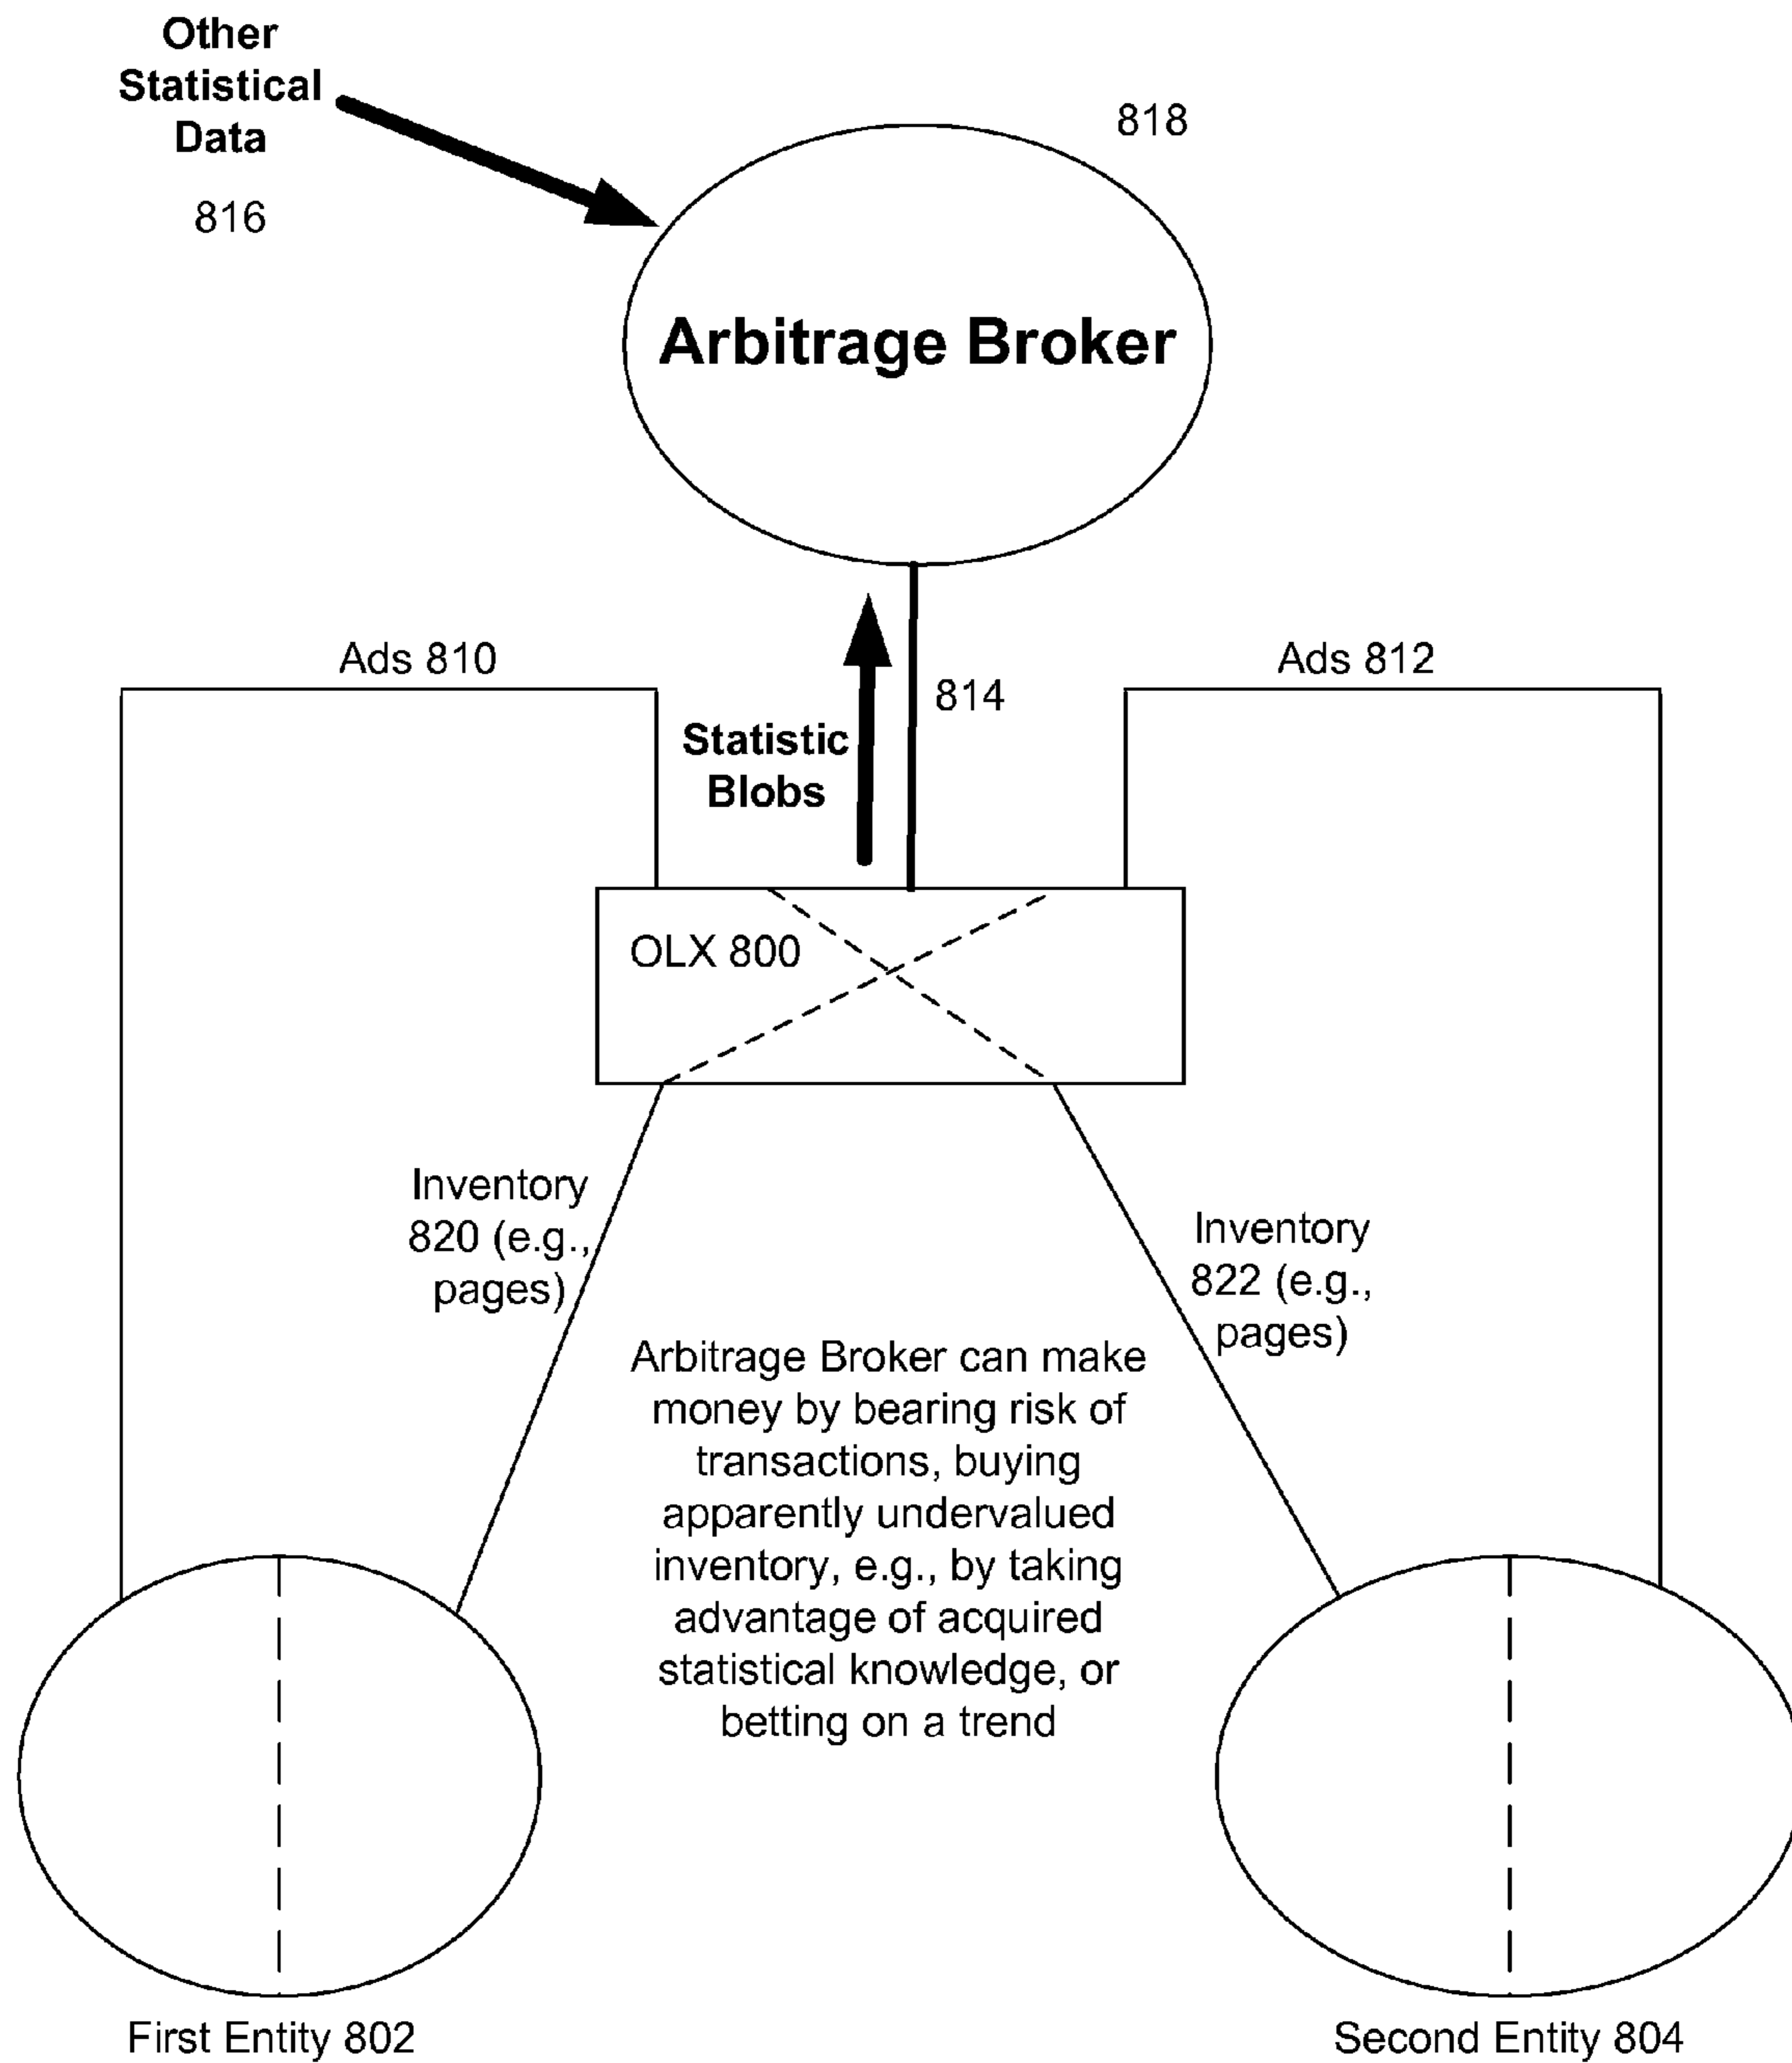 Other
Statistical
Data
816
818
Arbitrage Broker
Ads 810
Ads 812
814
Statistic
Blobs
OLX 800
Inventory
820 (e.g.,
pages)
Inventory
822 (e.g.,
pages)
Arbitrage Broker can make
money by bearing risk of
transactions, buying
apparently undervalued
inventory, e.g., by taking
advantage of acquired
statistical knowledge, or
betting on a trend
First Entity 802
Second Entity 804